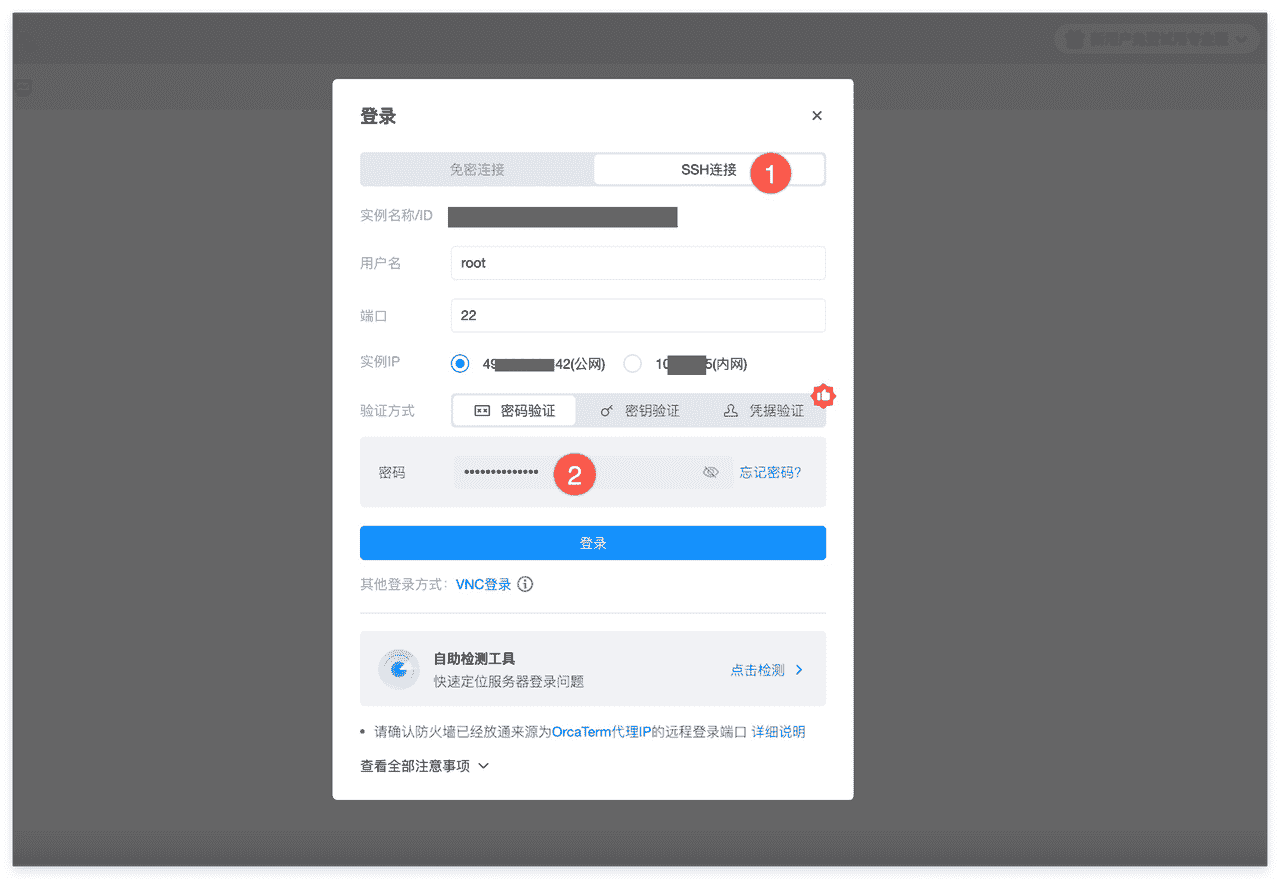 登录
免密连接 SSH连接 1
实例名称/ID
用户名 root
端口 22
实例IP 49 42(公网) 10 5(内网)
验证方式 密码验证 密钥验证 凭据验证
密码 •••••••••••••• 2 忘记密码?
登录
其他登录方式: VNC登录
自助检测工具
快速定位服务器登录问题
点击检测
• 请确认防火墙已经放通来源为OrcaTerm代理IP的远程登录端口 详细说明
查看全部注意事项